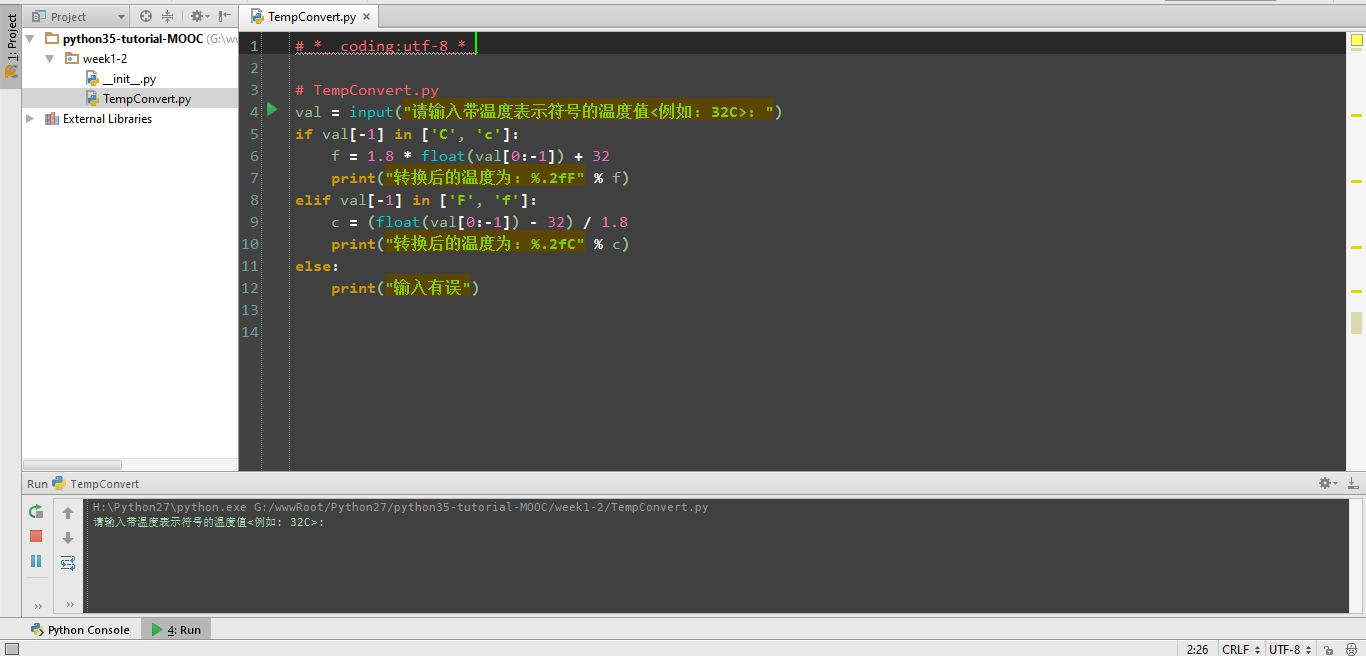 Project
TempConvert.py
1: Project
python35-tutorial-MOOC (G:\w
week1-2
__init__.py
TempConvert.py
External Libraries
1 # *_ coding:utf-8 *_
2
3 # TempConvert.py
4 val = input("请输入带温度表示符号的温度值<例如: 32C>: ")
5 if val[-1] in ['C', 'c']:
6 f = 1.8 * float(val[0:-1]) + 32
7 print("转换后的温度为: %.2fF" % f)
8 elif val[-1] in ['F', 'f']:
9 c = (float(val[0:-1]) - 32) / 1.8
10 print("转换后的温度为: %.2fC" % c)
11 else:
12 print("输入有误")
13
14
Run TempConvert
H:\Python27\python.exe G:/wwwRoot/Python27/python35-tutorial-MOOC/week1-2/TempConvert.py
请输入带温度表示符号的温度值<例如: 32C>:
Python Console
4: Run
2:26 CRLF UTF-8